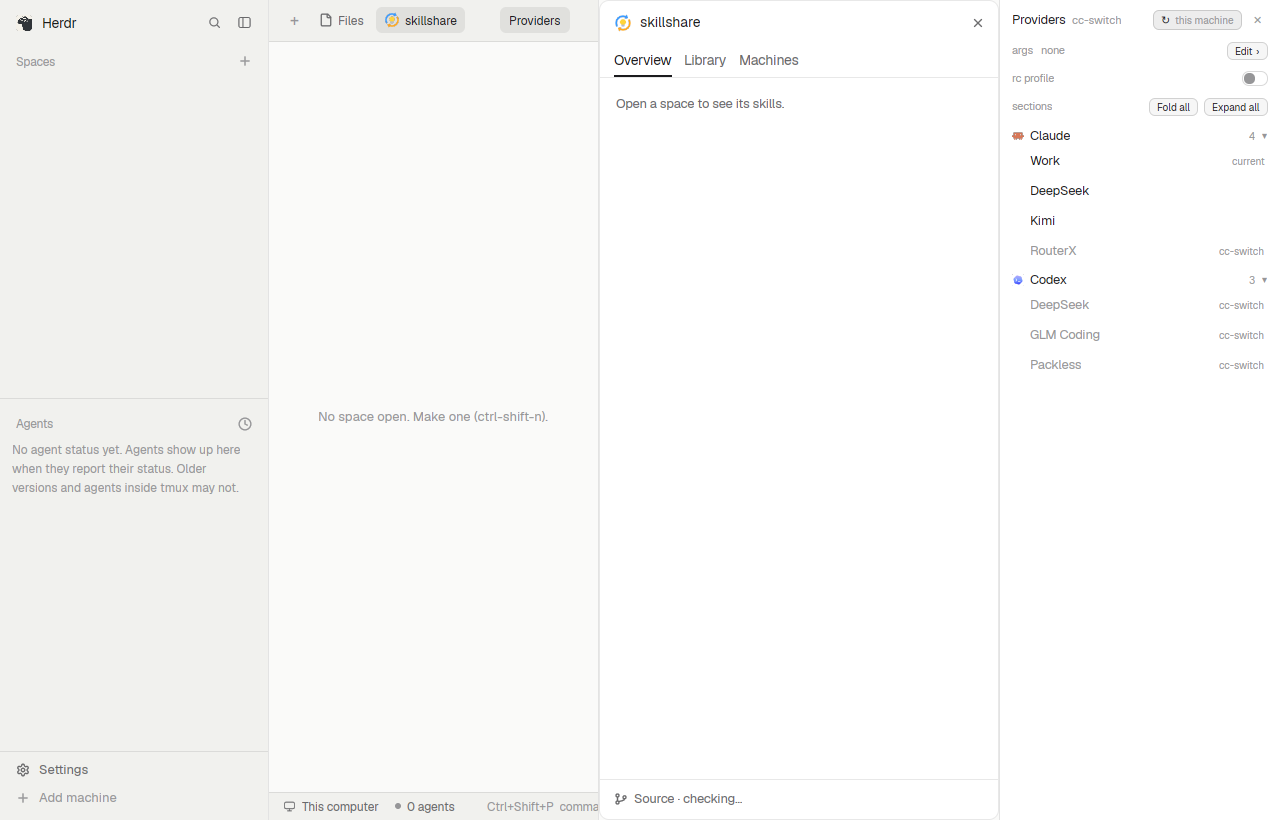 Herdr
Spaces
Agents
No agent status yet. Agents show up here
when they report their status. Older
versions and agents inside tmux may not.
Settings
Add machine
Files
skillshare
Providers
No space open. Make one (ctrl-shift-n).
This computer
0 agents
Ctrl+Shift+P comma
skillshare
Overview Library Machines
Open a space to see its skills.
Source · checking...
Providers cc-switch this machine
args none Edit ›
rc profile
sections Fold all Expand all
Claude 4
Work current
DeepSeek
Kimi
RouterX cc-switch
Codex 3
DeepSeek cc-switch
GLM Coding cc-switch
Packless cc-switch